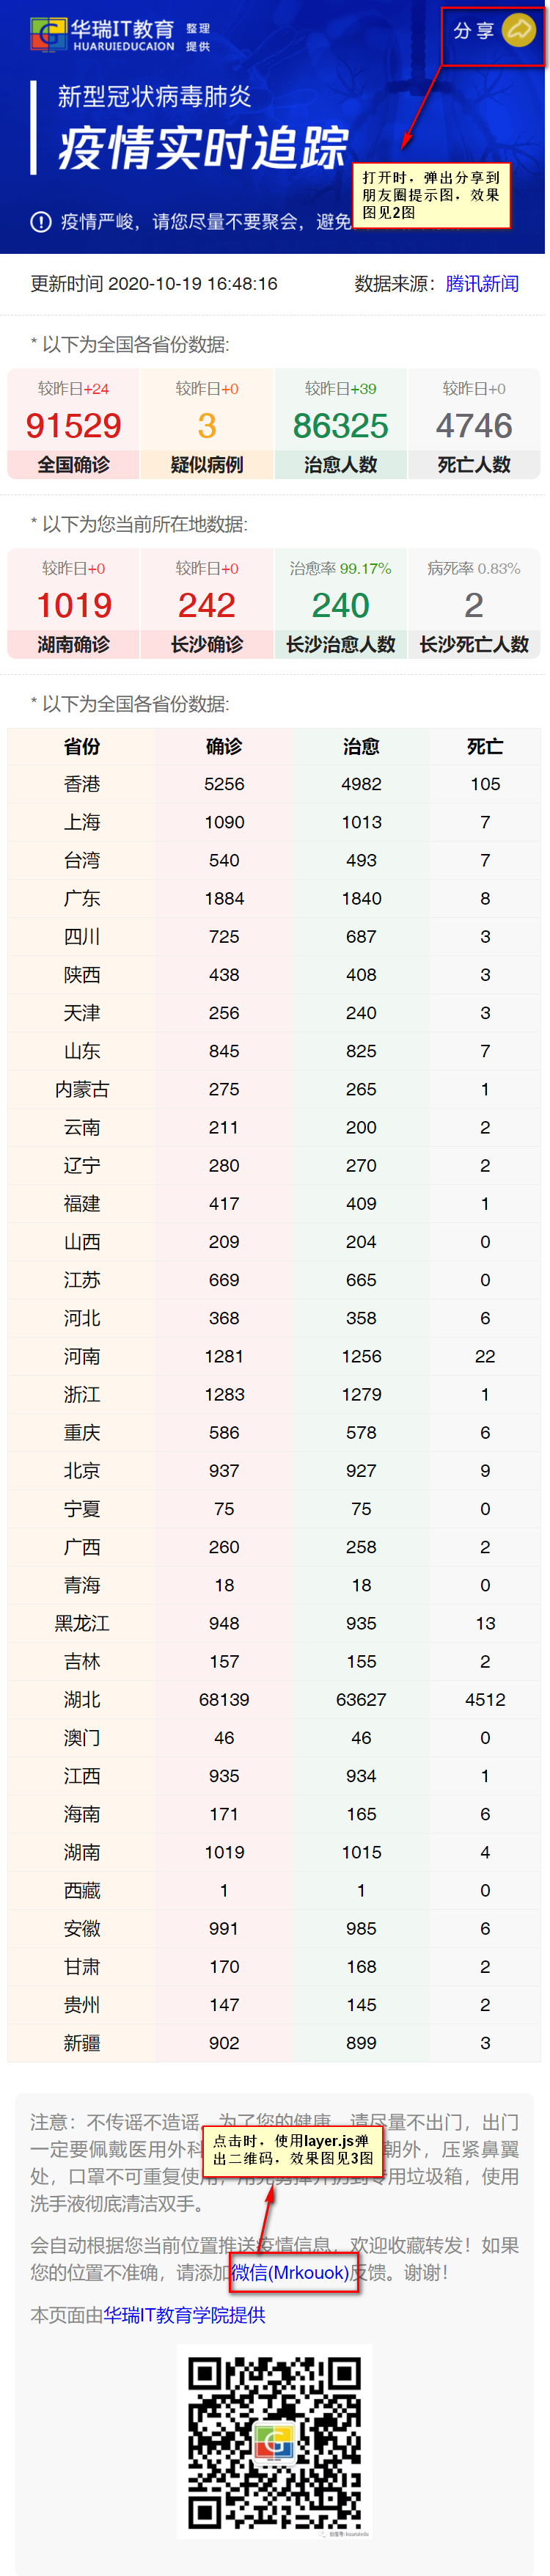 华瑞IT教育 整理
HUARUIEDUCAION 提供
分享
新型冠状病毒肺炎
疫情实时追踪
打开时，弹出分享到
朋友圈提示图，效果
图见2图
疫情严峻，请您尽量不要聚会，避免
更新时间 2020-10-19 16:48:16 数据来源：腾讯新闻
* 以下为全国各省份数据:
较昨日+24 较昨日+0 较昨日+39 较昨日+0
91529 3 86325 4746
全国确诊 疑似病例 治愈人数 死亡人数
* 以下为您当前所在地数据:
较昨日+0 较昨日+0 治愈率 99.17% 病死率 0.83%
1019 242 240 2
湖南确诊 长沙确诊 长沙治愈人数 长沙死亡人数
* 以下为全国各省份数据:
省份 确诊 治愈 死亡
香港 5256 4982 105
上海 1090 1013 7
台湾 540 493 7
广东 1884 1840 8
四川 725 687 3
陕西 438 408 3
天津 256 240 3
山东 845 825 7
内蒙古 275 265 1
云南 211 200 2
辽宁 280 270 2
福建 417 409 1
山西 209 204 0
江苏 669 665 0
河北 368 358 6
河南 1281 1256 22
浙江 1283 1279 1
重庆 586 578 6
北京 937 927 9
宁夏 75 75 0
广西 260 258 2
青海 18 18 0
黑龙江 948 935 13
吉林 157 155 2
湖北 68139 63627 4512
澳门 46 46 0
江西 935 934 1
海南 171 165 6
湖南 1019 1015 4
西藏 1 1 0
安徽 991 985 6
甘肃 170 168 2
贵州 147 145 2
新疆 902 899 3
注意：不传谣不造谣，为了您的健康，请尽量不出门，出门
一定要佩戴医用外科 朝外，压紧鼻翼
点击时，使用layer.js弹
出二维码，效果图见3图
处，口罩不可重复使用，用完剪掉并扔到专用垃圾箱，使用
洗手液彻底清洁双手。
会自动根据您当前位置推送疫情信息，欢迎收藏转发！如果
您的位置不准确，请添加微信(Mrkouok)反馈。谢谢！
本页面由华瑞IT教育学院提供